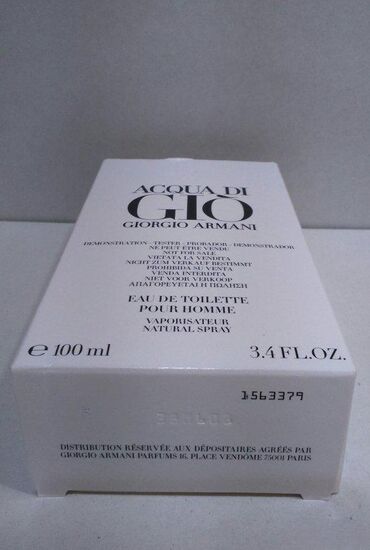 ACQUA DI
GIO
GIORGIO ARMANI
DEMONSTRATION - TESTER - PROBADOR - DEMONSTRADOR
NE PEUT ÊTRE VENDU
NOT FOR SALE
VIETATA LA VENDITA
NICHT ZUM VERKAUF BESTIMMT
PROHIBIDA SU VENTA
VENDA INTERDITA
NIET VOOR VERKOOP
ΑΠΑΓΟΡΕΥΕΤΑΙ Η ΠΩΛΗΣΗ
EAU DE TOILETTE
POUR HOMME
VAPORISATEUR
NATURAL SPRAY
e 100 ml 3.4 FL.OZ.
1563379
DISTRIBUTION RÉSERVÉE AUX DÉPOSITAIRES AGRÉÉS PAR
GIORGIO ARMANI PARFUMS 16, PLACE VENDÔME 75001 PARIS